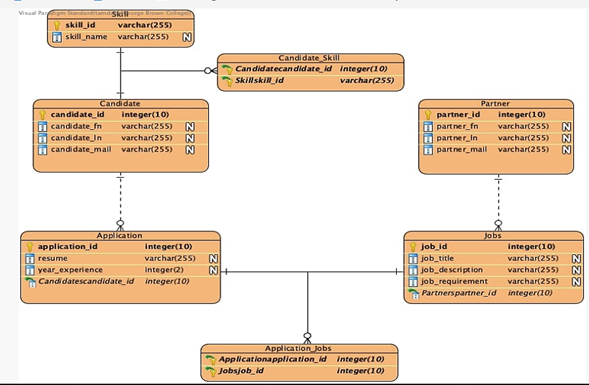 Skill
skill_id varchar(255)
skill_name varchar(255) N
Candidate_Skill
Candidatecandidate_id integer(10)
Skillskill_id varchar(255)
Candidate
candidate_id integer(10)
candidate_fn varchar(255) N
candidate_ln varchar(255) N
candidate_mail varchar(255) N
Partner
partner_id integer(10)
partner_fn varchar(255) N
partner_ln varchar(255) N
partner_mail varchar(255) N
Application
application_id integer(10)
resume varchar(255) N
year_experience Integer(2) N
Candidatescandidate_id integer(10)
Jobs
job_id integer(10)
job_title varchar(255) N
job_description varchar(255) N
job_requirement varchar(255) N
Partnerspartner_id integer(10)
Application_Jobs
Applicationapplication_id integer(10)
Jobsjob_id integer(10)